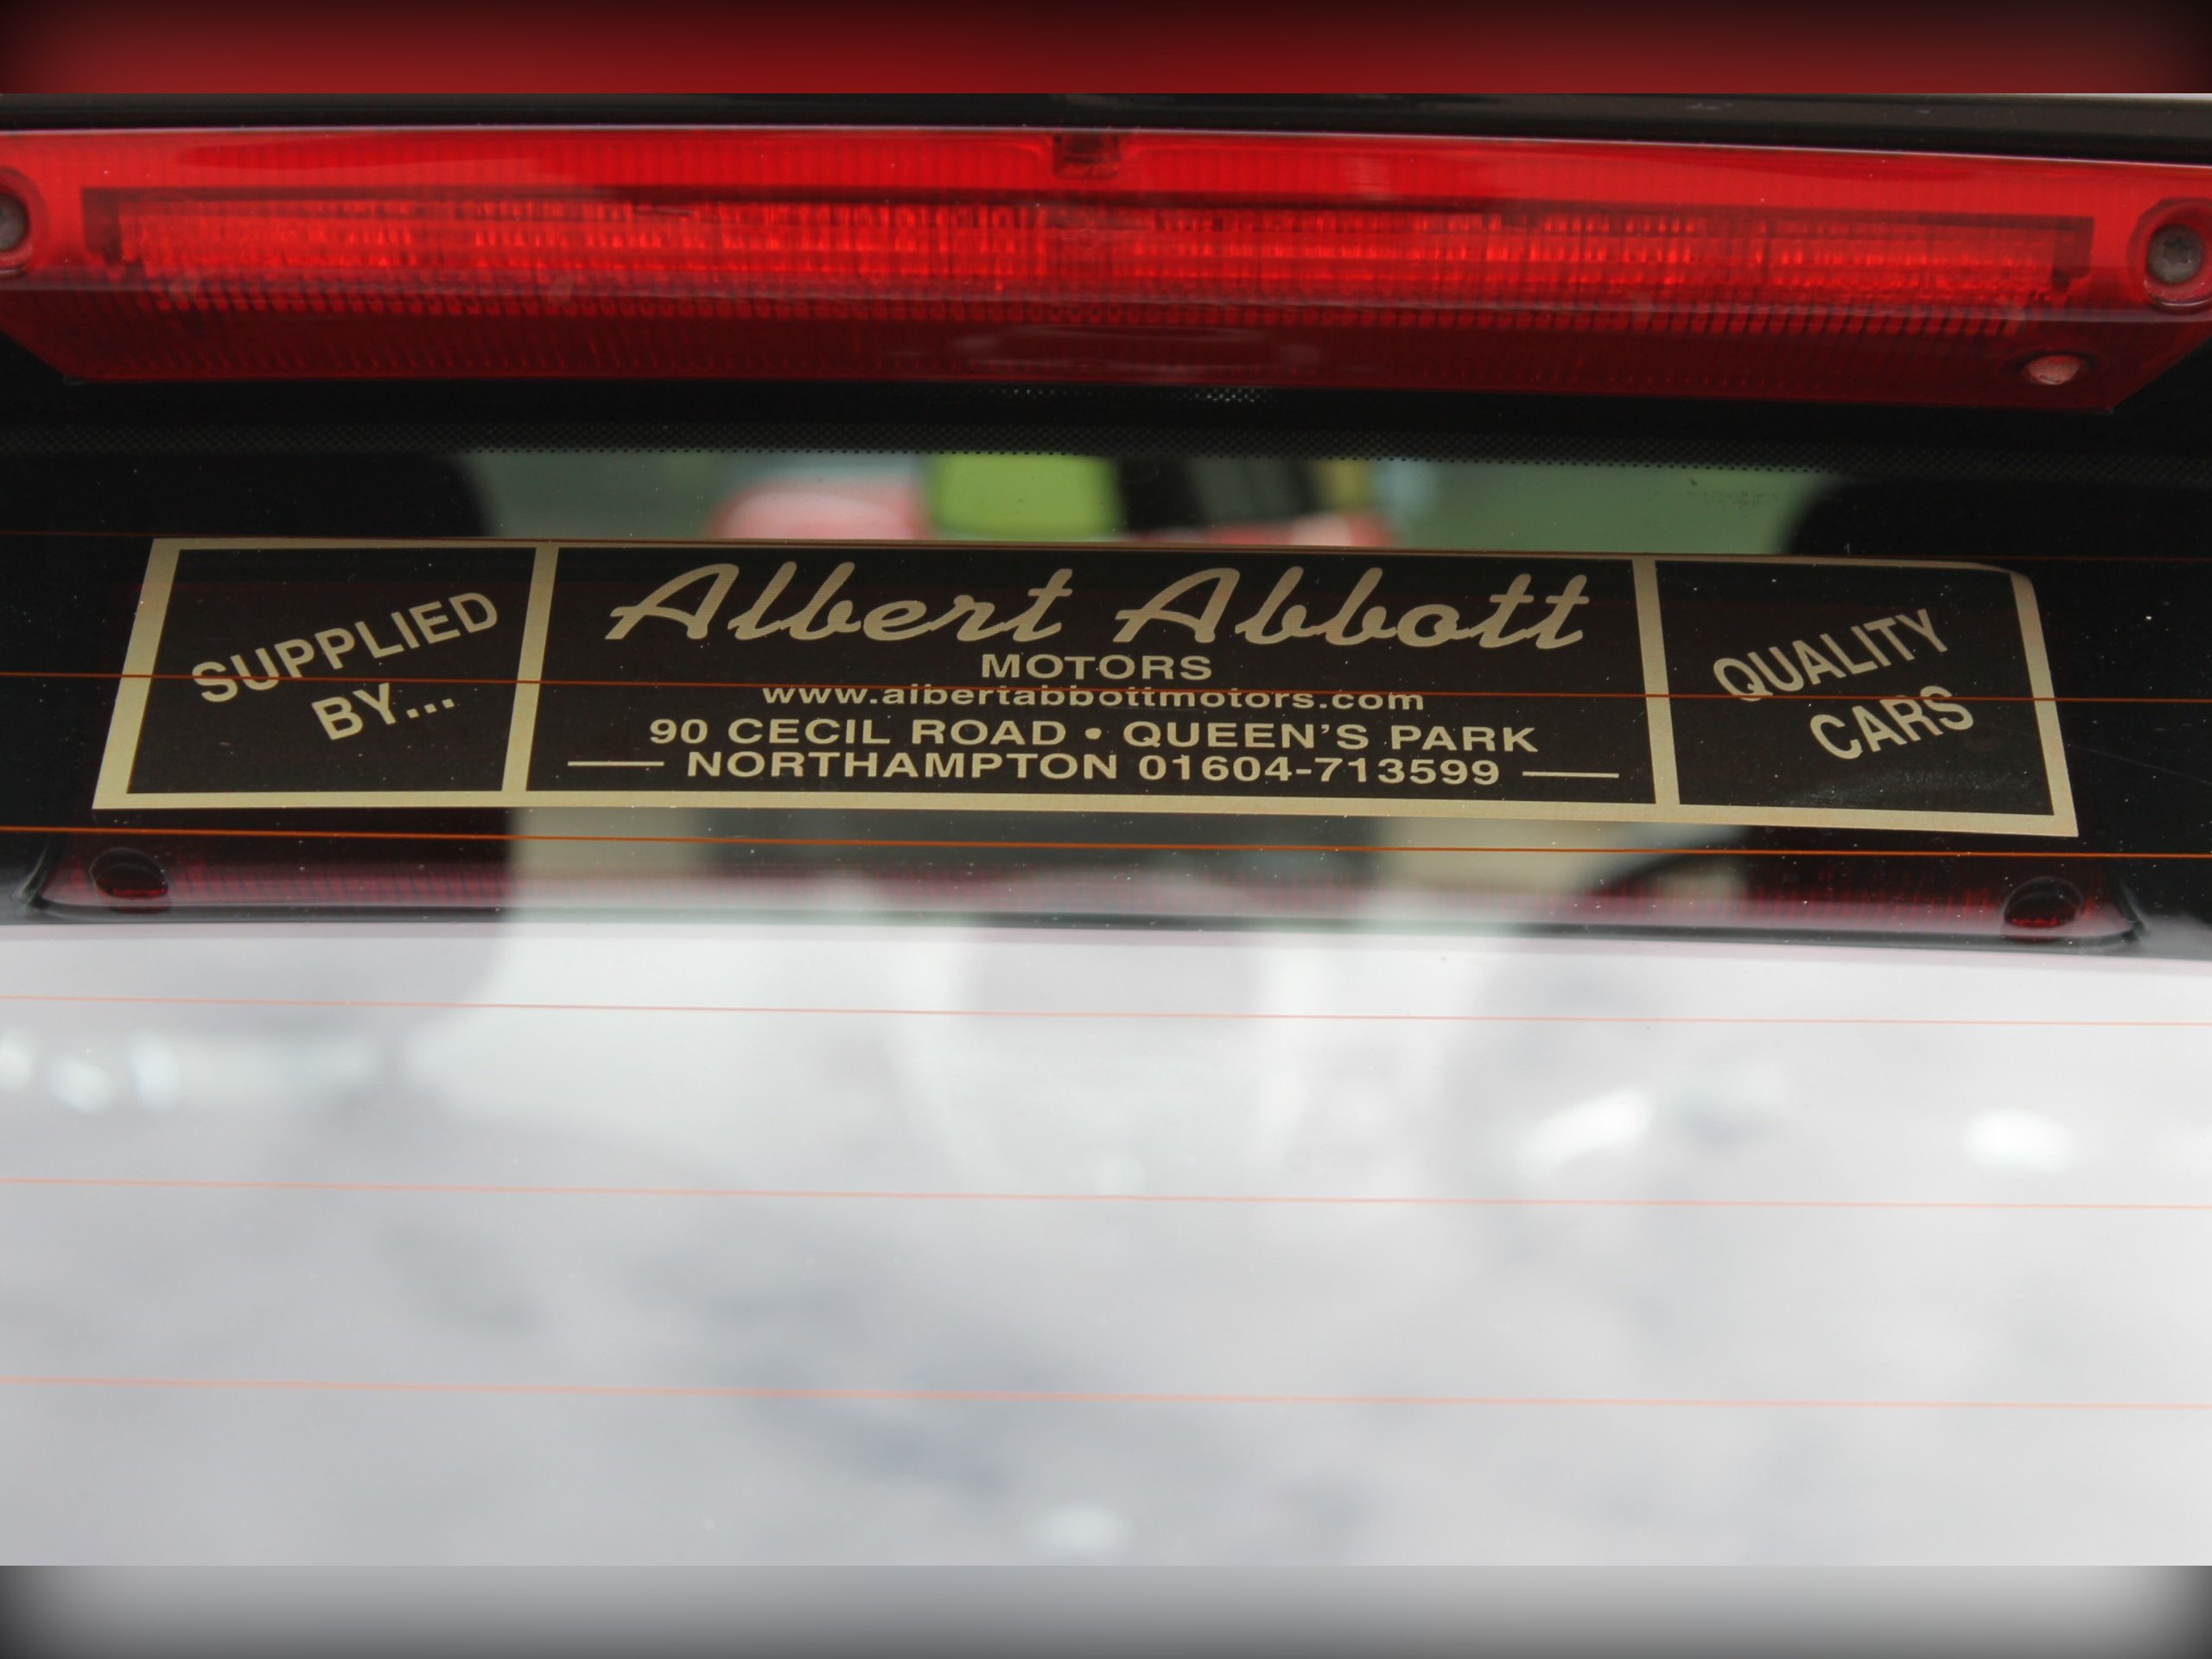 SUPPLIED
BY...
Albert Abbott
MOTORS
www.albertabbottmotors.com
90 CECIL ROAD • QUEEN'S PARK
NORTHAMPTON 01604-713599
QUALITY
CARS